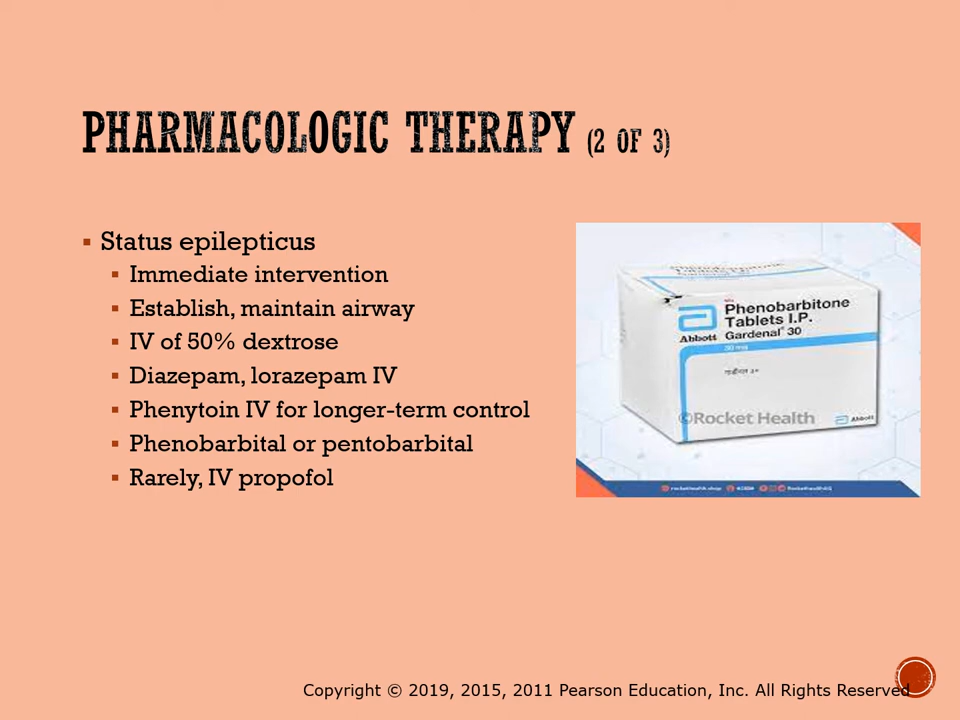 PHARMACOLOGIC THERAPY (2 OF 3)
Status epilepticus
Immediate intervention
Establish, maintain airway
IV of 50% dextrose
Diazepam, lorazepam IV
Phenytoin IV for longer-term control
Phenobarbital or pentobarbital
Rarely, IV propofol
Phenobarbitone
Tablets I.P.
Gardenal 30
Abbott
©Rocket Health
Abbott
Copyright © 2019, 2015, 2011 Pearson Education, Inc. All Rights Reserved